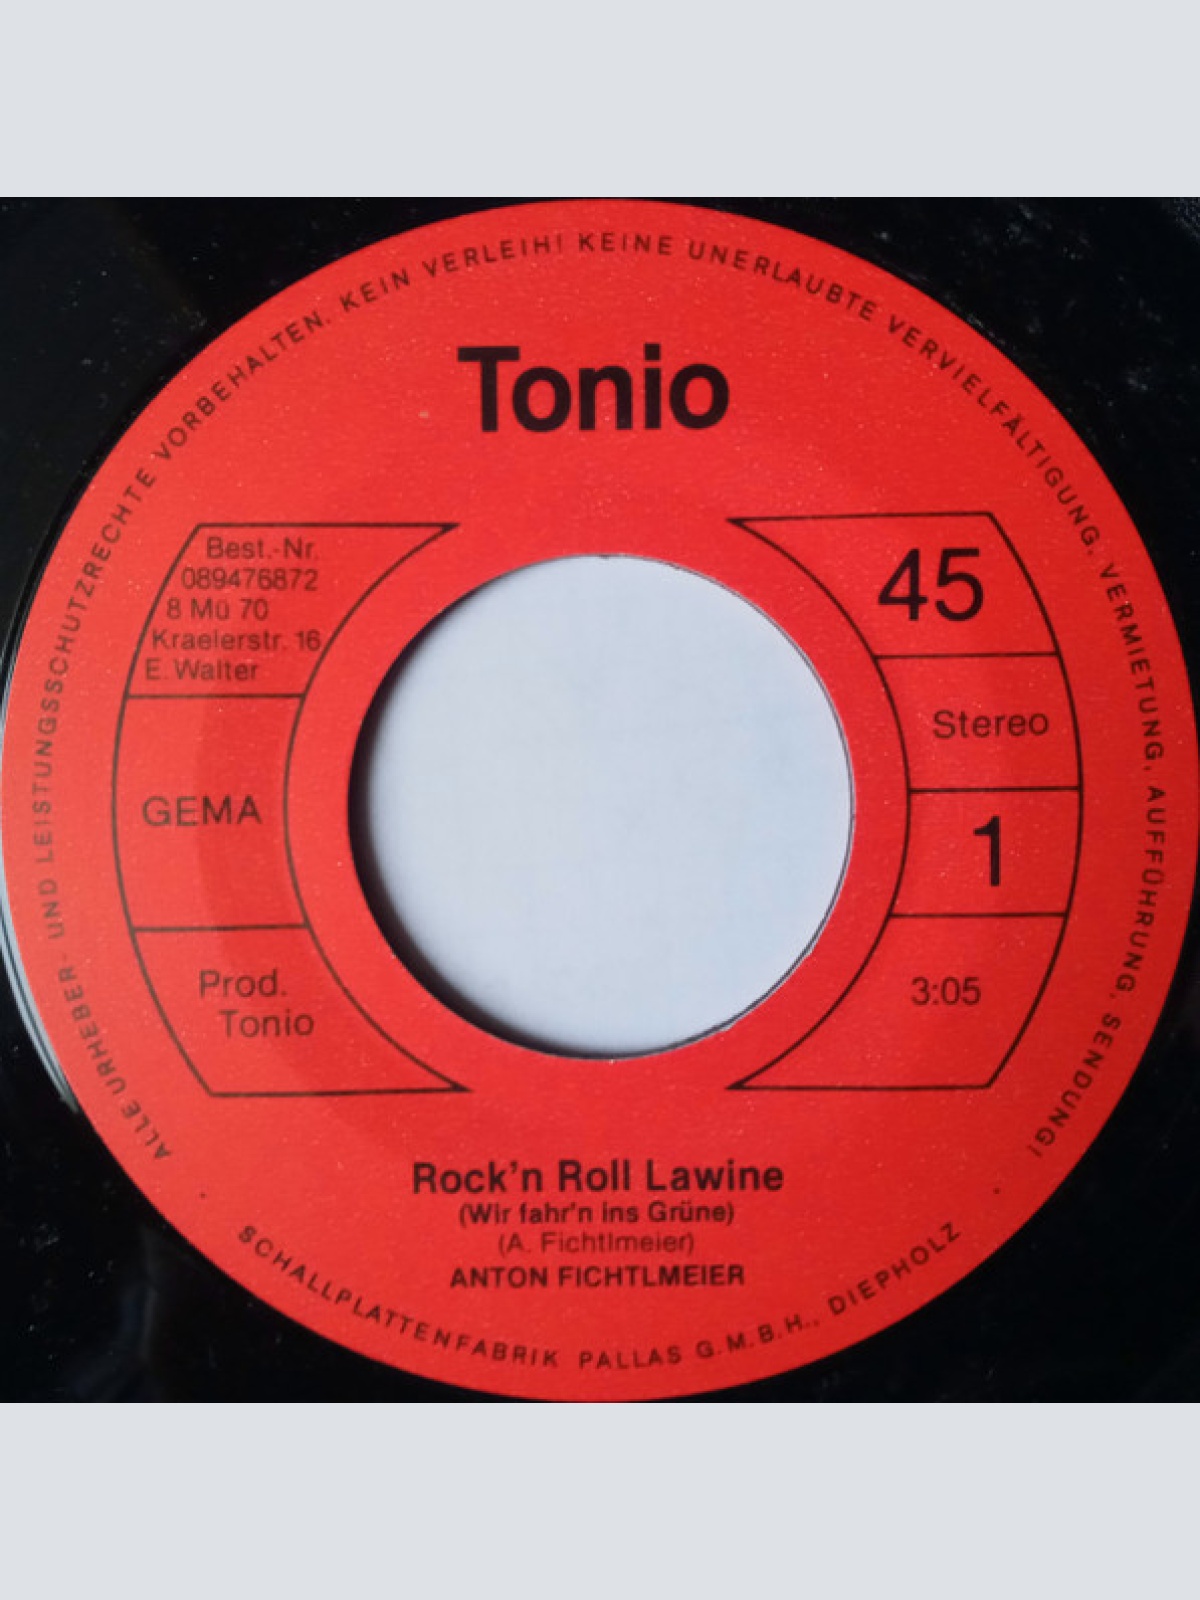 ALLE URHEBER- UND LEISTUNGSSCHUTZRECHTE VORBEHALTEN. KEIN VERLEIH! KEINE UNERLAUBTE VERVIELFÄLTIGUNG, VERMIETUNG, AUFFÜHRUNG, SENDUNG!
Tonio
Best.-Nr.
089476872
8 Mü 70
Kraelerstr. 16
E. Walter
GEMA
Prod.
Tonio
45
Stereo
1
3:05
Rock'n Roll Lawine
(Wir fahr'n ins Grüne)
(A. Fichtlmeier)
ANTON FICHTLMEIER
SCHALLPLATTENFABRIK PALLAS G.M.B.H., DIEPHOLZ